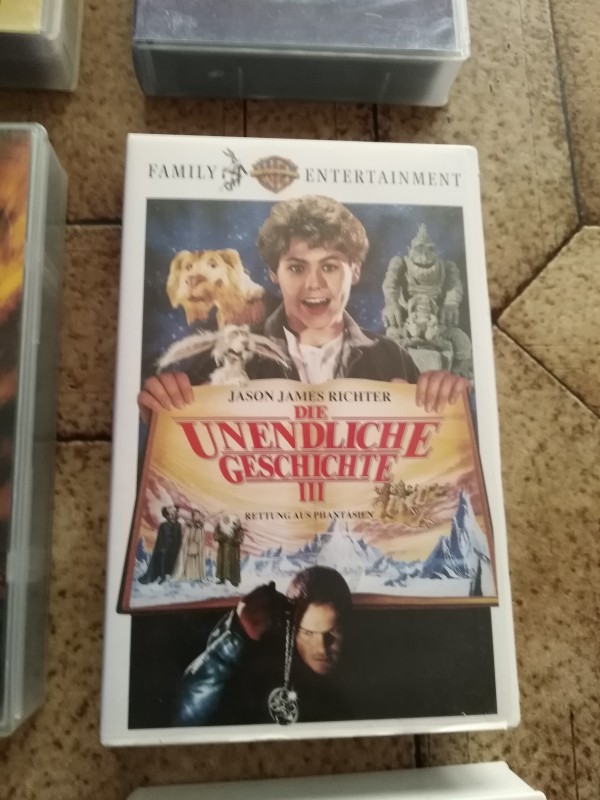 FAMILY ENTERTAINMENT
JASON JAMES RICHTER
DIE
UNENDLICHE
GESCHICHTE
III
RETTUNG AUS PHANTASIEN